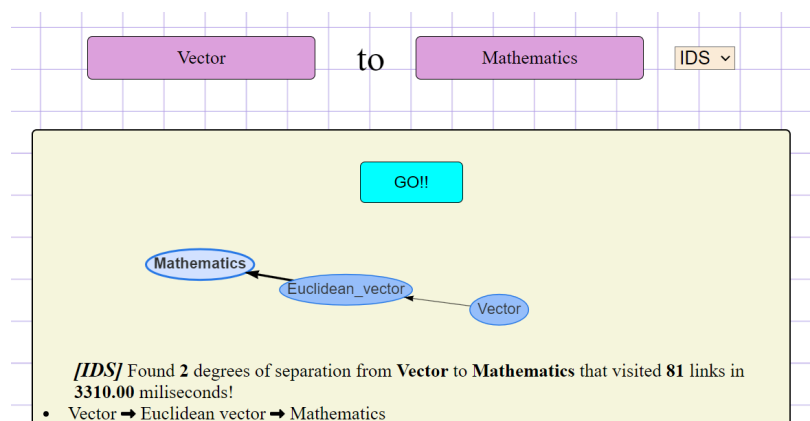 Vector to Mathematics IDS
GO!!
Mathematics
Euclidean_vector
Vector
[IDS] Found 2 degrees of separation from Vector to Mathematics that visited 81 links in
3310.00 miliseconds!
• Vector ➞ Euclidean vector ➞ Mathematics